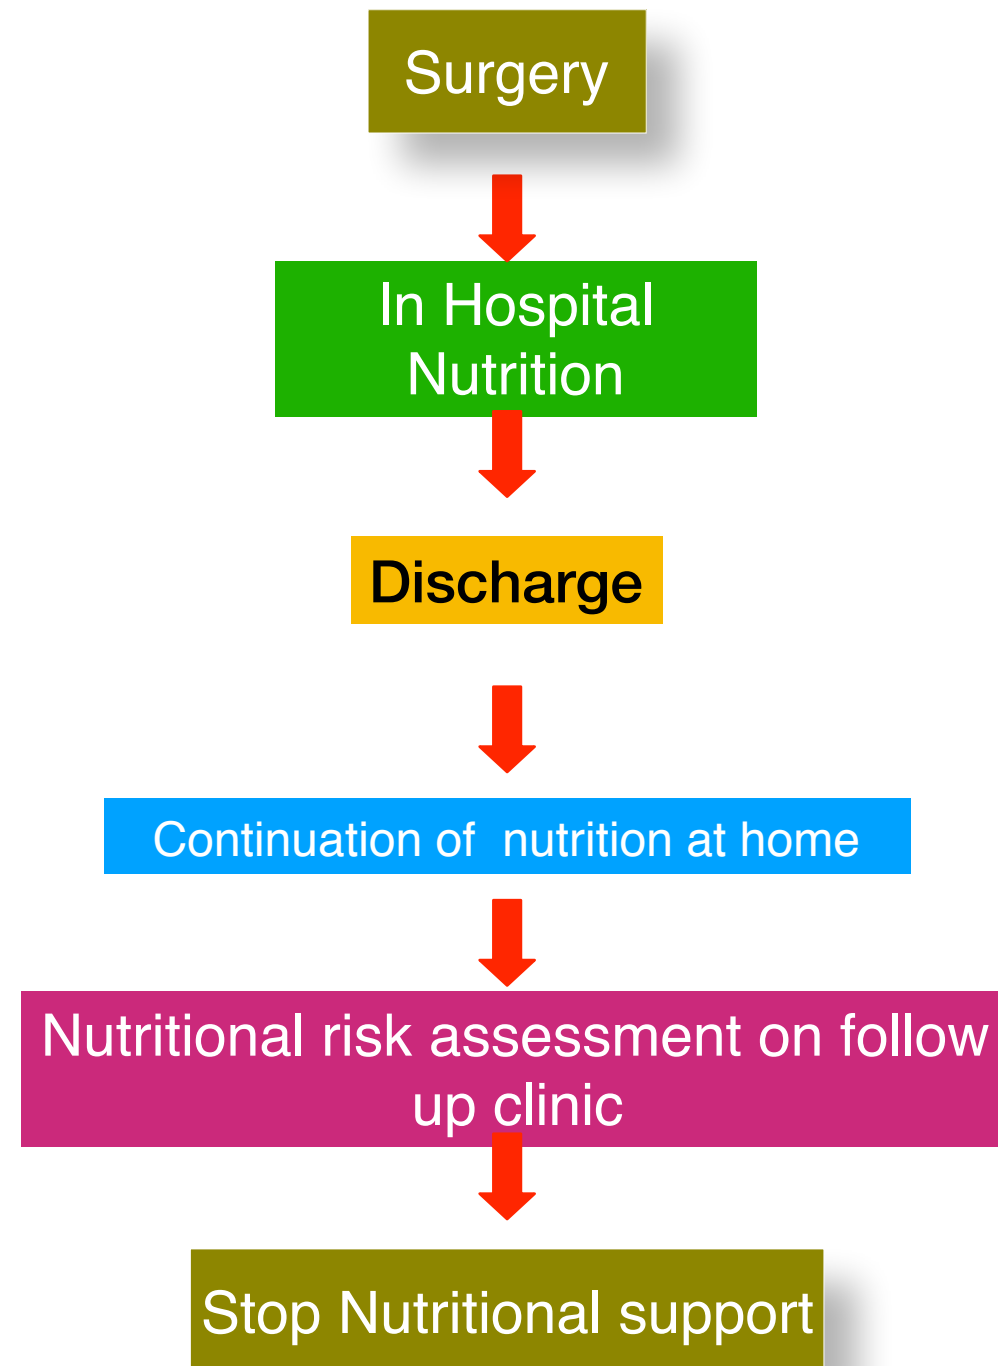 Surgery
In Hospital
Nutrition
Discharge
Continuation of  nutrition at home
Nutritional risk assessment on follow
up clinic
Stop Nutritional support